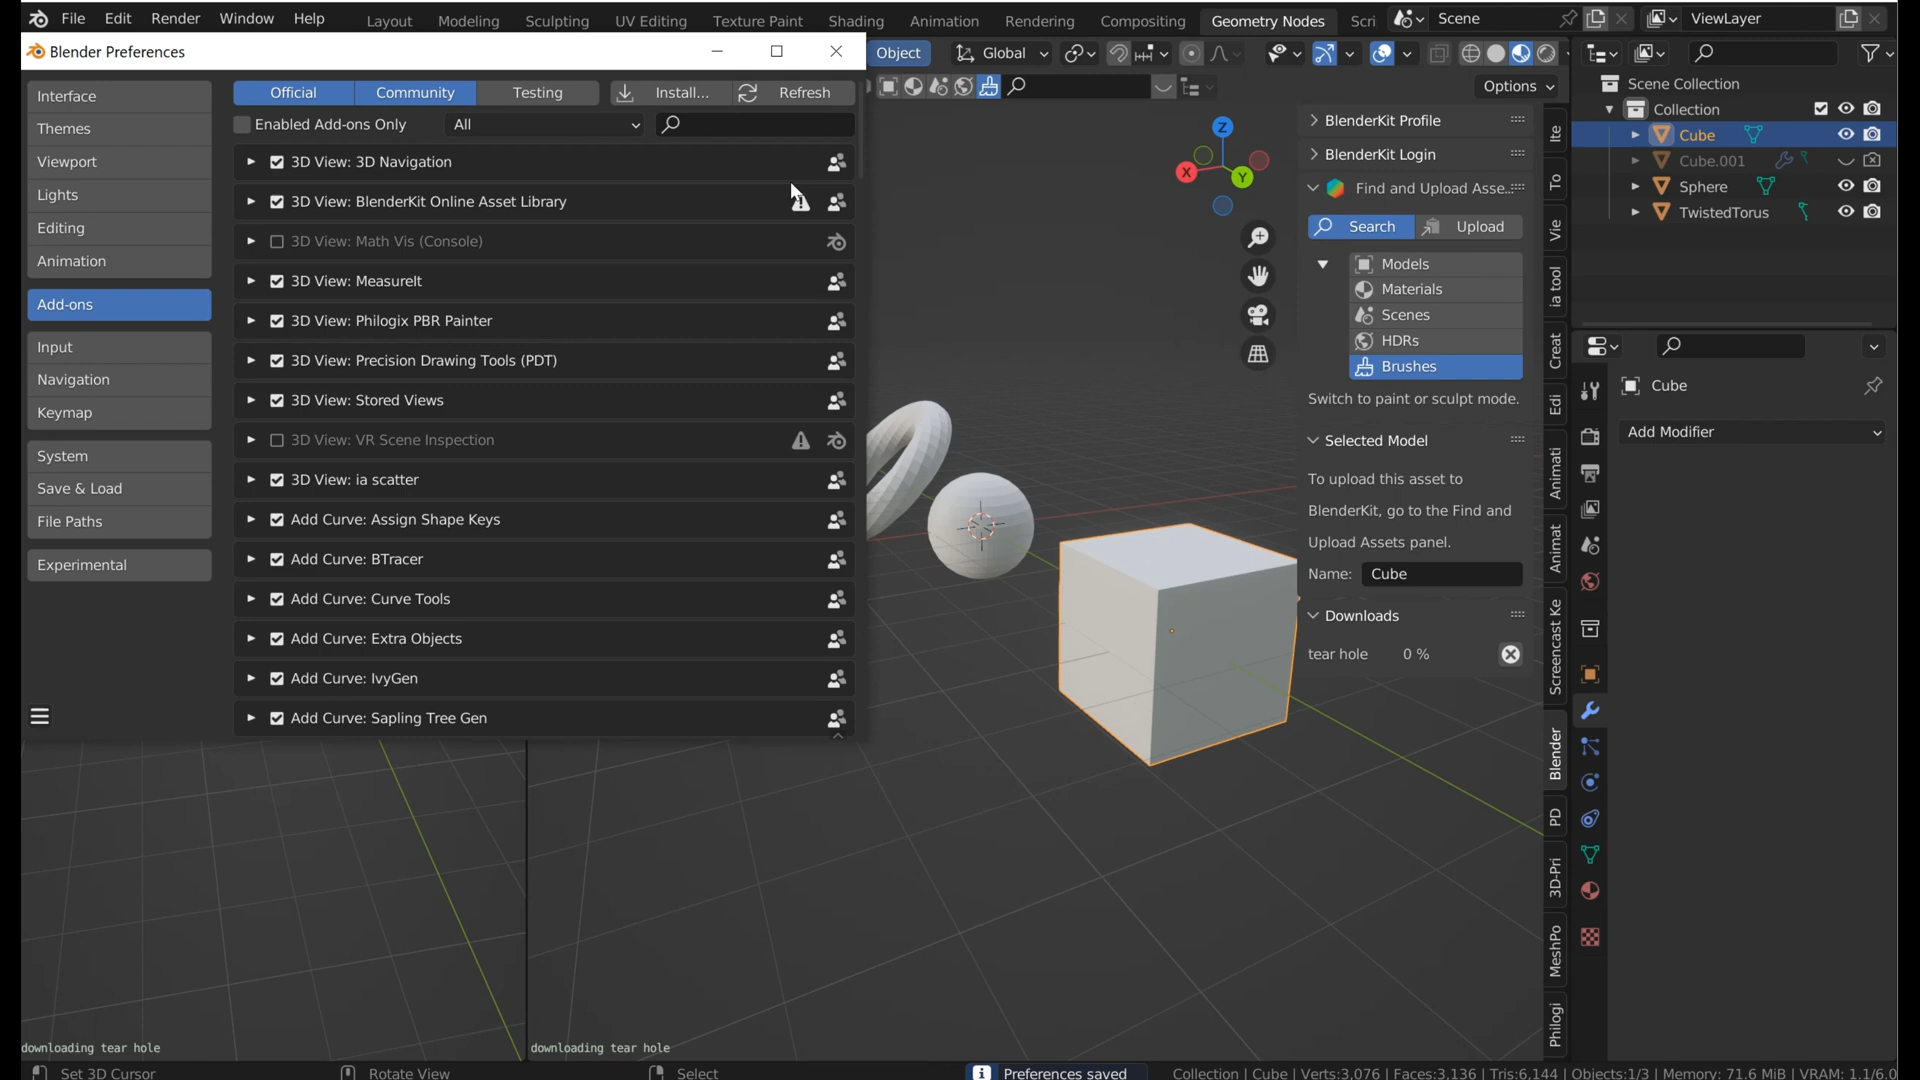 File Edit Render Window Help Layout Modeling Sculpting UV Editing Texture Paint Shading Animation Rendering Compositing Geometry Nodes Scri Scene ViewLayer
Blender Preferences
Object Global
Options
Interface
Themes
Viewport
Lights
Editing
Animation
Add-ons
Input
Navigation
Keymap
System
Save & Load
File Paths
Experimental
Official Community Testing Install... Refresh
Enabled Add-ons Only All
3D View: 3D Navigation
3D View: BlenderKit Online Asset Library
3D View: Math Vis (Console)
3D View: MeasureIt
3D View: Philogix PBR Painter
3D View: Precision Drawing Tools (PDT)
3D View: Stored Views
3D View: VR Scene Inspection
3D View: ia scatter
Add Curve: Assign Shape Keys
Add Curve: BTracer
Add Curve: Curve Tools
Add Curve: Extra Objects
Add Curve: IvyGen
Add Curve: Sapling Tree Gen
Z
X
Y
BlenderKit Profile
BlenderKit Login
Find and Upload Asse..
Search Upload
Models
Materials
Scenes
HDRs
Brushes
Switch to paint or sculpt mode.
Selected Model
To upload this asset to
BlenderKit, go to the Find and
Upload Assets panel.
Name: Cube
Downloads
tear hole 0 %
Ite
To
Vie
ia tool
Creat
Edi
Animati
Animat
Screencast Ke
Blender
PD
3D-Pri
MeshPo
Philogi
Scene Collection
Collection
Cube
Cube.001
Sphere
TwistedTorus
Cube
Add Modifier
downloading tear hole
downloading tear hole
Set 3D Cursor Rotate View Select Preferences saved Collection | Cube | Verts:3,076 | Faces:3,136 | Tris:6,144 | Objects:1/3 | Memory: 71.6 MiB | VRAM: 1.1/6.0